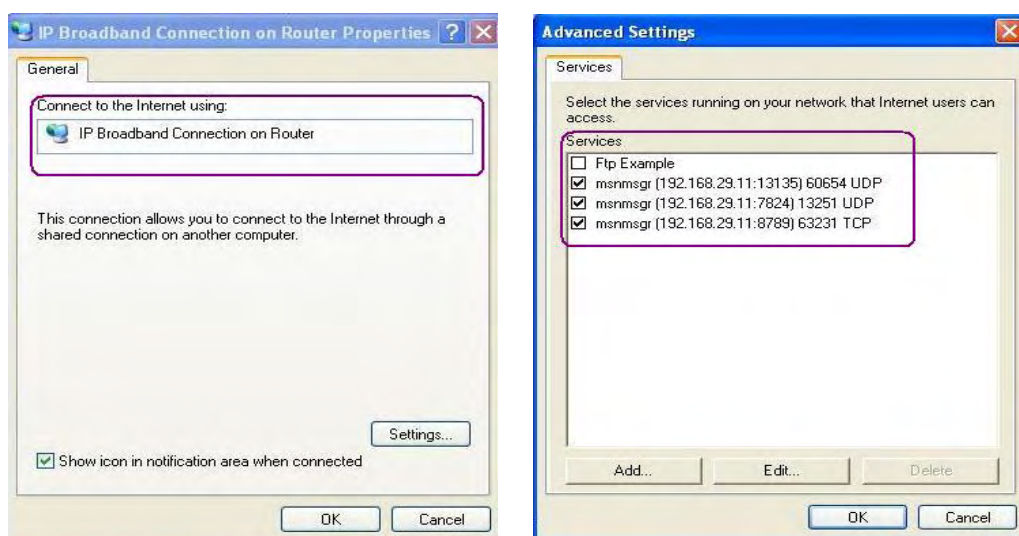 IP Broadband Connection on Router Properties
General
Connect to the Internet using:
IP Broadband Connection on Router
This connection allows you to connect to the Internet through a
shared connection on another computer.
Settings...
Show icon in notification area when connected
OK Cancel
Advanced Settings
Services
Select the services running on your network that Internet users can
access.
Services
Ftp Example
msnmsgr (192.168.29.11:13135) 60654 UDP
msnmsgr (192.168.29.11:7824) 13251 UDP
msnmsgr (192.168.29.11:8789) 63231 TCP
Add... Edit... Delete
OK Cancel